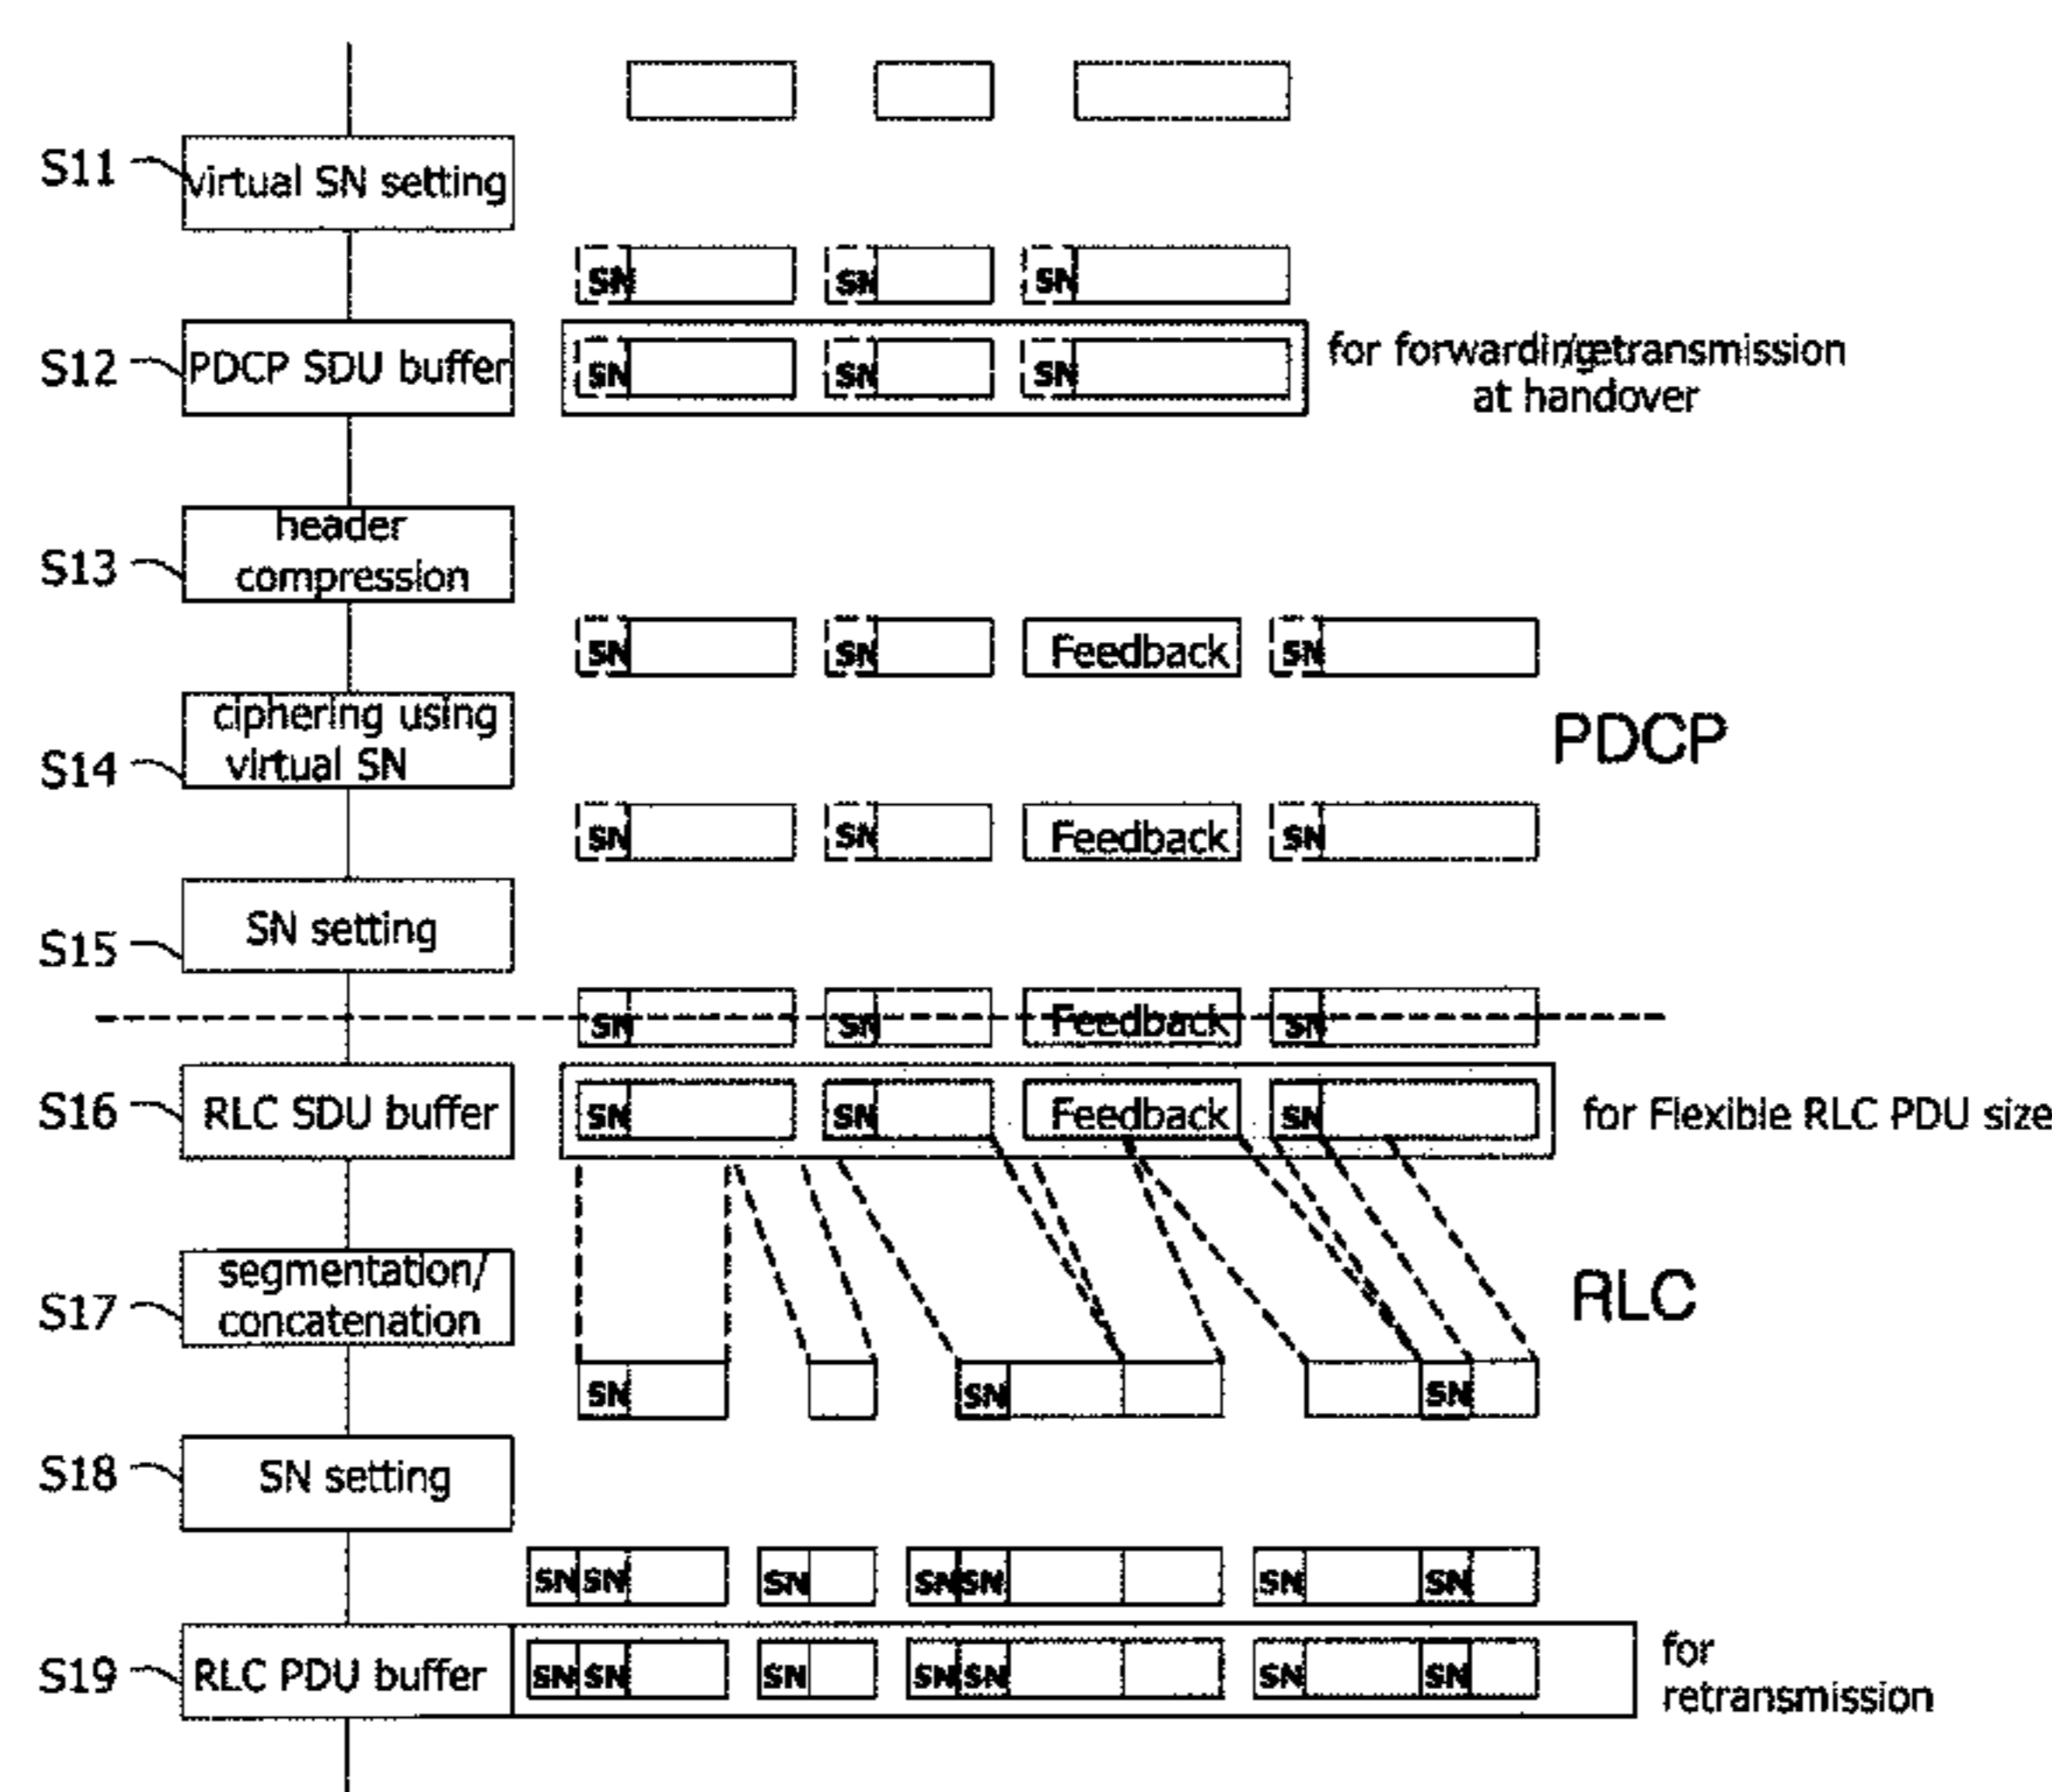 S11
virtual SN setting
SN SN SN
S12
PDCP SDU buffer
SN SN SN
for forwarding/retransmission
at handover
S13
header
compression
SN SN Feedback SN
S14
ciphering using
virtual SN
PDCP
SN SN Feedback SN
S15
SN setting
SN SN Feedback SN
S16
RLC SDU buffer
SN SN Feedback SN
for Flexible RLC PDU size
S17
segmentation/
concatenation
RLC
SN SN SN
S18
SN setting
SN SN SN SN SN SN SN
S19
RLC PDU buffer
SN SN SN SN SN SN SN
for
retransmission